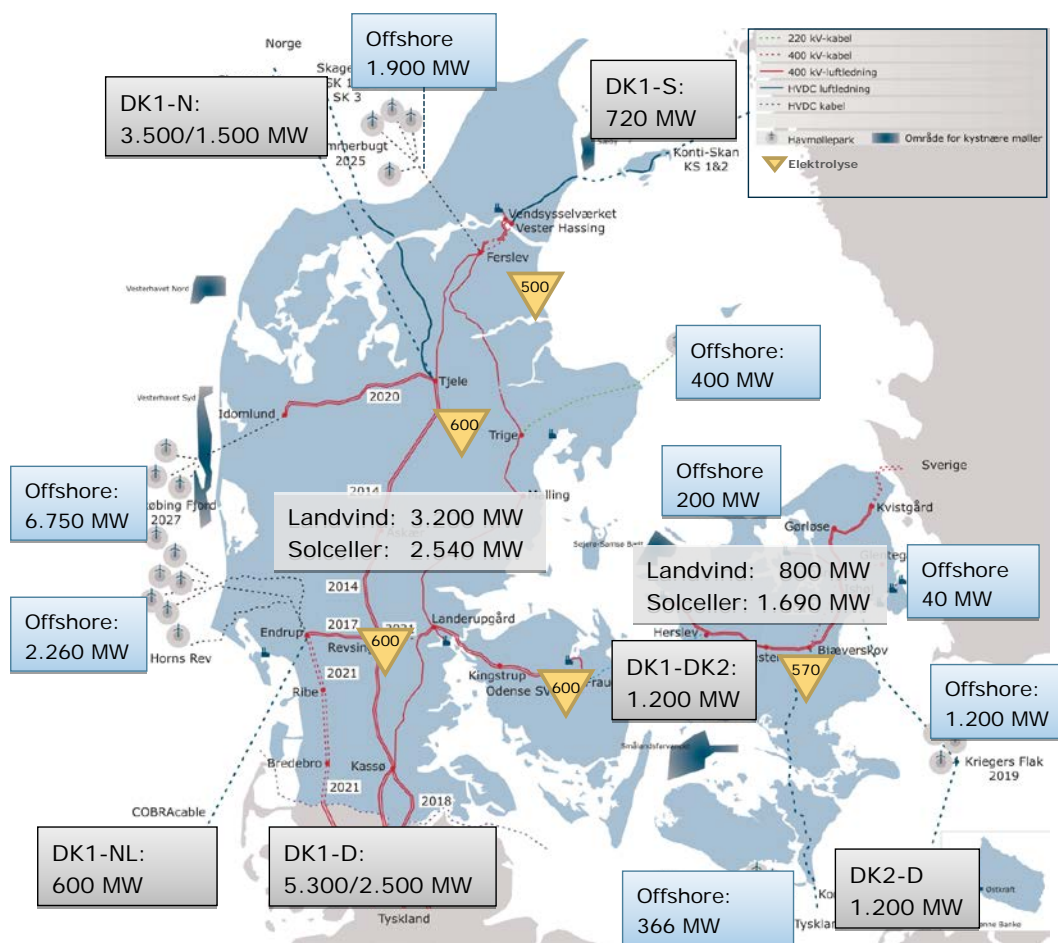 Norge
Offshore
1.900 MW
220 kV-kabel
400 kV-kabel
400 kV-luftledning
HVDC luftledning
HVDC kabel
Havmøllepark
Område for kystnære møller
Elektrolyse
DK1-N:
3.500/1.500 MW
SK 3
2025
DK1-S:
720 MW
Konti-Skan
KS 1&2
Vendsysselværket
Vester Hassing
Ferslev
500
Vesterhavet Nord
Offshore:
400 MW
Tjele
2020
Vesterhavet Syd
Idomlund
600
Trige
Sverige
Offshore:
6.750 MW
2027
2014
Offshore
200 MW
Kvistgård
Gørløse
Landvind: 3.200 MW
Solceller: 2.540 MW
Landvind: 800 MW
Solceller: 1.690 MW
Offshore
40 MW
2014
Offshore:
2.260 MW
Horns Rev
Endrup
2017
600
Landerupgård
Herslev
Bjæverskov
Kingstrup
Odense
600
570
DK1-DK2:
1.200 MW
2021
Ribe
Offshore:
1.200 MW
Smålandsfarvandet
Kriegers Flak
2019
Bredebro
Kassø
2021
2018
COBRAcable
DK1-NL:
600 MW
DK1-D:
5.300/2.500 MW
Tyskland
Offshore:
366 MW
DK2-D
1.200 MW
Østkraft